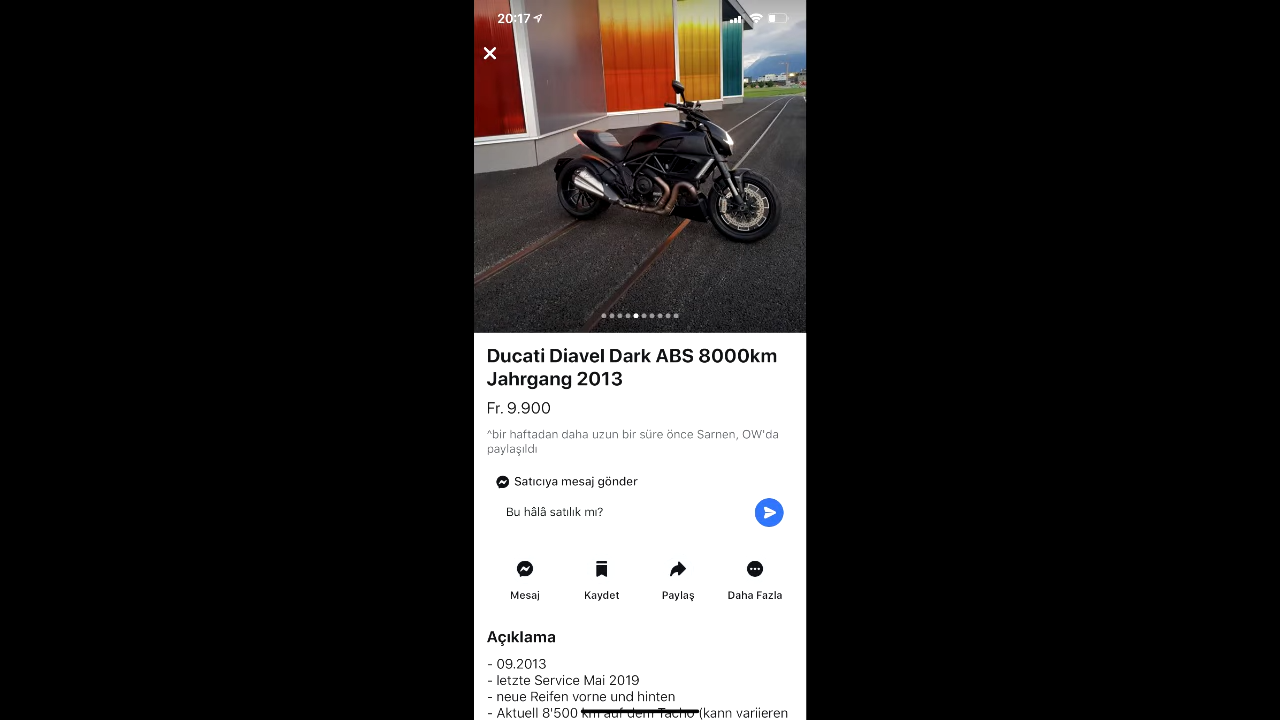 20:17
Ducati Diavel Dark ABS 8000km
Jahrgang 2013
Fr. 9.900
^bir haftadan daha uzun bir süre önce Sarnen, OW'da
paylaşıldı
Satıcıya mesaj gönder
Bu hâlâ satılık mı?
Mesaj
Kaydet
Paylaş
Daha Fazla
Açıklama
- 09.2013
- letzte Service Mai 2019
- neue Reifen vorne und hinten
- Aktuell 8'500 km auf dem Tacho (kann variieren